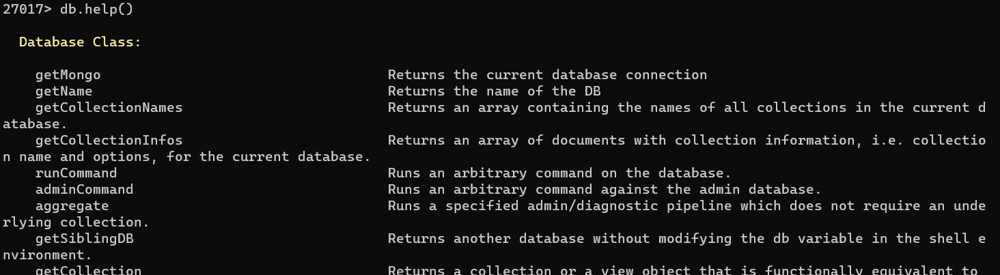 27017> db.help()
Database Class:
getMongo Returns the current database connection
getName Returns the name of the DB
getCollectionNames Returns an array containing the names of all collections in the current d
atabase.
getCollectionInfos Returns an array of documents with collection information, i.e. collectio
n name and options, for the current database.
runCommand Runs an arbitrary command on the database.
adminCommand Runs an arbitrary command against the admin database.
aggregate Runs a specified admin/diagnostic pipeline which does not require an unde
rlying collection.
getSiblingDB Returns another database without modifying the db variable in the shell e
nvironment.
getCollection Returns a collection or a view object that is functionally equivalent to